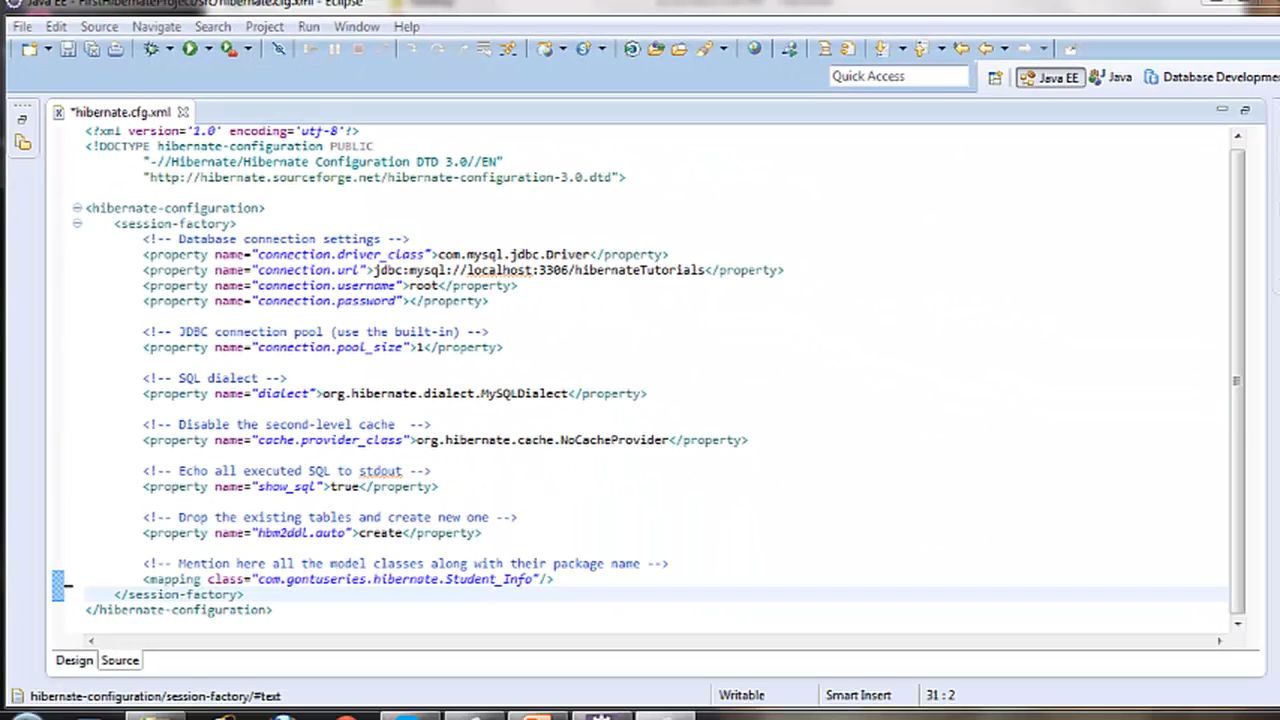 Java EE - FirstHibernateProject/src/hibernate.cfg.xml - Eclipse
File Edit Source Navigate Search Project Run Window Help
Quick Access
Java EE
Java
Database Developme
*hibernate.cfg.xml
<?xml version='1.0' encoding='utf-8'?>
<!DOCTYPE hibernate-configuration PUBLIC
"-//Hibernate/Hibernate Configuration DTD 3.0//EN"
"http://hibernate.sourceforge.net/hibernate-configuration-3.0.dtd">
<hibernate-configuration>
<session-factory>
<!-- Database connection settings -->
<property name="connection.driver_class">com.mysql.jdbc.Driver</property>
<property name="connection.url">jdbc:mysql://localhost:3306/hibernateTutorials</property>
<property name="connection.username">root</property>
<property name="connection.password"></property>
<!-- JDBC connection pool (use the built-in) -->
<property name="connection.pool_size">1</property>
<!-- SQL dialect -->
<property name="dialect">org.hibernate.dialect.MySQLDialect</property>
<!-- Disable the second-level cache  -->
<property name="cache.provider_class">org.hibernate.cache.NoCacheProvider</property>
<!-- Echo all executed SQL to stdout -->
<property name="show_sql">true</property>
<!-- Drop the existing tables and create new one -->
<property name="hbm2ddl.auto">create</property>
<!-- Mention here all the model classes along with their package name -->
<mapping class="com.gontuseries.hibernate.Student_Info"/>
</session-factory>
</hibernate-configuration>
Design Source
hibernate-configuration/session-factory/#text
Writable
Smart Insert
31 : 2